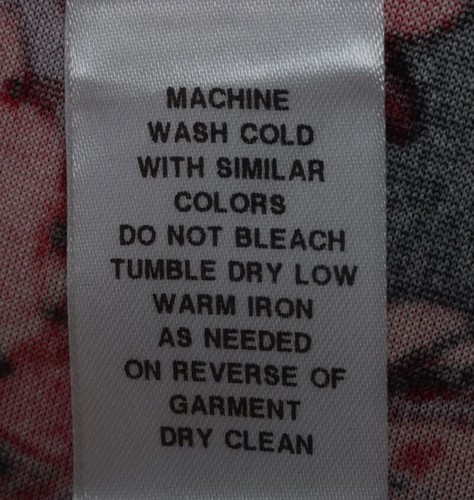 MACHINE
WASH COLD
WITH SIMILAR
COLORS
DO NOT BLEACH
TUMBLE DRY LOW
WARM IRON
AS NEEDED
ON REVERSE OF
GARMENT
DRY CLEAN